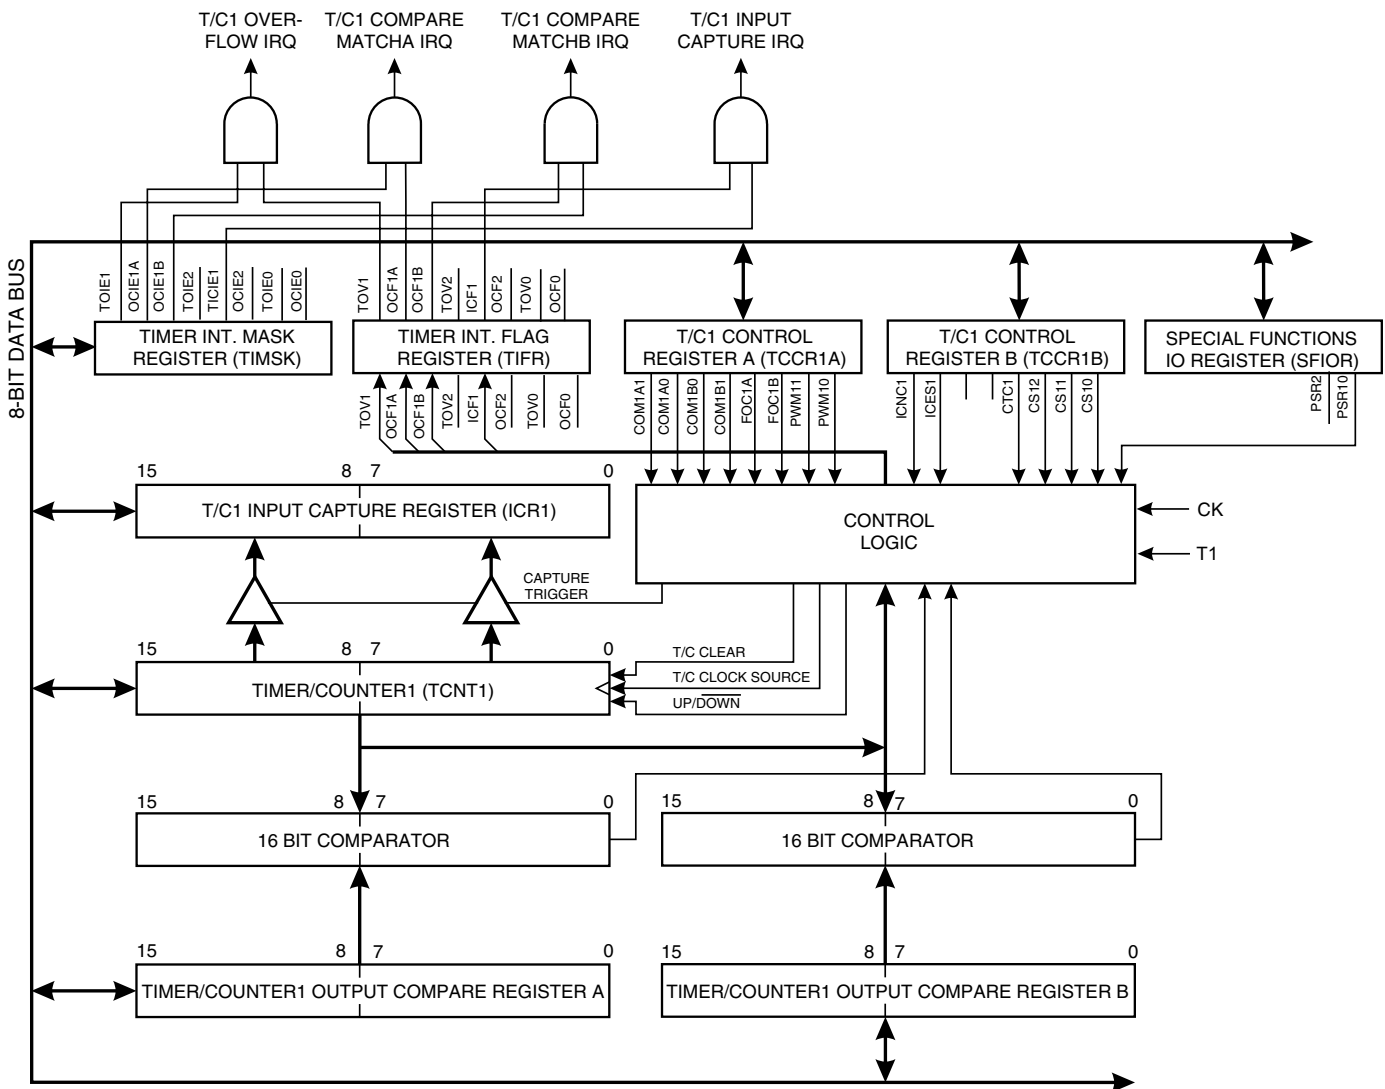 T/C1 OVER-
FLOW IRQ
T/C1 COMPARE
MATCHA IRQ
T/C1 COMPARE
MATCHB IRQ
T/C1 INPUT
CAPTURE IRQ
8-BIT DATA BUS
TOIE1
OCIE1A
OCIE1B
TOIE2
TICIE1
OCIE2
TOIE0
OCIE0
TOV1
OCF1A
OCF1B
TOV2
ICF1
OCF2
TOV0
OCF0
TIMER INT. MASK
REGISTER (TIMSK)
TIMER INT. FLAG
REGISTER (TIFR)
T/C1 CONTROL
REGISTER A (TCCR1A)
T/C1 CONTROL
REGISTER B (TCCR1B)
SPECIAL FUNCTIONS
IO REGISTER (SFIOR)
TOV1
OCF1A
OCF1B
TOV2
ICF1
OCF2
TOV0
OCF0
COM1A1
COM1A0
COM1B0
COM1B1
FOC1A
FOC1B
PWM11
PWM10
ICNC1
ICES1
CTC1
CS12
CS11
CS10
PSR2
PSR10
15 8 7 0
T/C1 INPUT CAPTURE REGISTER (ICR1)
CONTROL
LOGIC
CK
T1
CAPTURE
TRIGGER
15 8 7 0
TIMER/COUNTER1 (TCNT1)
T/C CLEAR
T/C CLOCK SOURCE
UP/DOWN
15 8 7 0
16 BIT COMPARATOR
15 8 7 0
16 BIT COMPARATOR
15 8 7 0
TIMER/COUNTER1 OUTPUT COMPARE REGISTER A
15 8 7 0
TIMER/COUNTER1 OUTPUT COMPARE REGISTER B